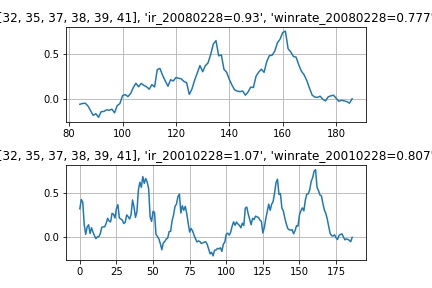 [32, 35, 37, 38, 39, 41], 'ir_20080228=0.93', 'winrate_20080228=0.777'
0.5
0.0
80 100 120 140 160 180
[32, 35, 37, 38, 39, 41], 'ir_20010228=1.07', 'winrate_20010228=0.807'
0.5
0.0
0 25 50 75 100 125 150 175